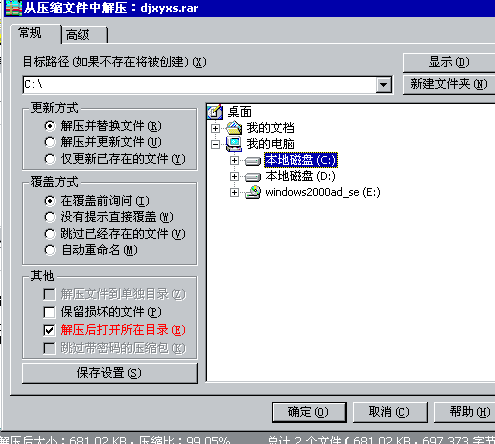 从压缩文件中解压：djxyxs.rar
常规 高级
目标路径 (如果不存在将被创建) (X)
显示 (D)
C:\
新建文件夹 (N)
更新方式
解压并替换文件 (R)
解压并更新文件 (U)
仅更新已存在的文件 (Y)
覆盖方式
在覆盖前询问 (I)
没有提示直接覆盖 (W)
跳过已经存在的文件 (V)
自动重命名 (M)
其他
解压文件到单独目录 (Z)
保留损坏的文件 (P)
解压后打开所在目录 (E)
跳过带密码的压缩包 (K)
保存设置 (S)
桌面
我的文档
我的电脑
本地磁盘 (C:)
本地磁盘 (D:)
windows2000ad_se (E:)
确定 (O)
取消 (C)
帮助 (H)
解压后大小：681.02 KB，压缩比：99.05%
总计 2 个文件 ( 681.02 KB，697,373 字节